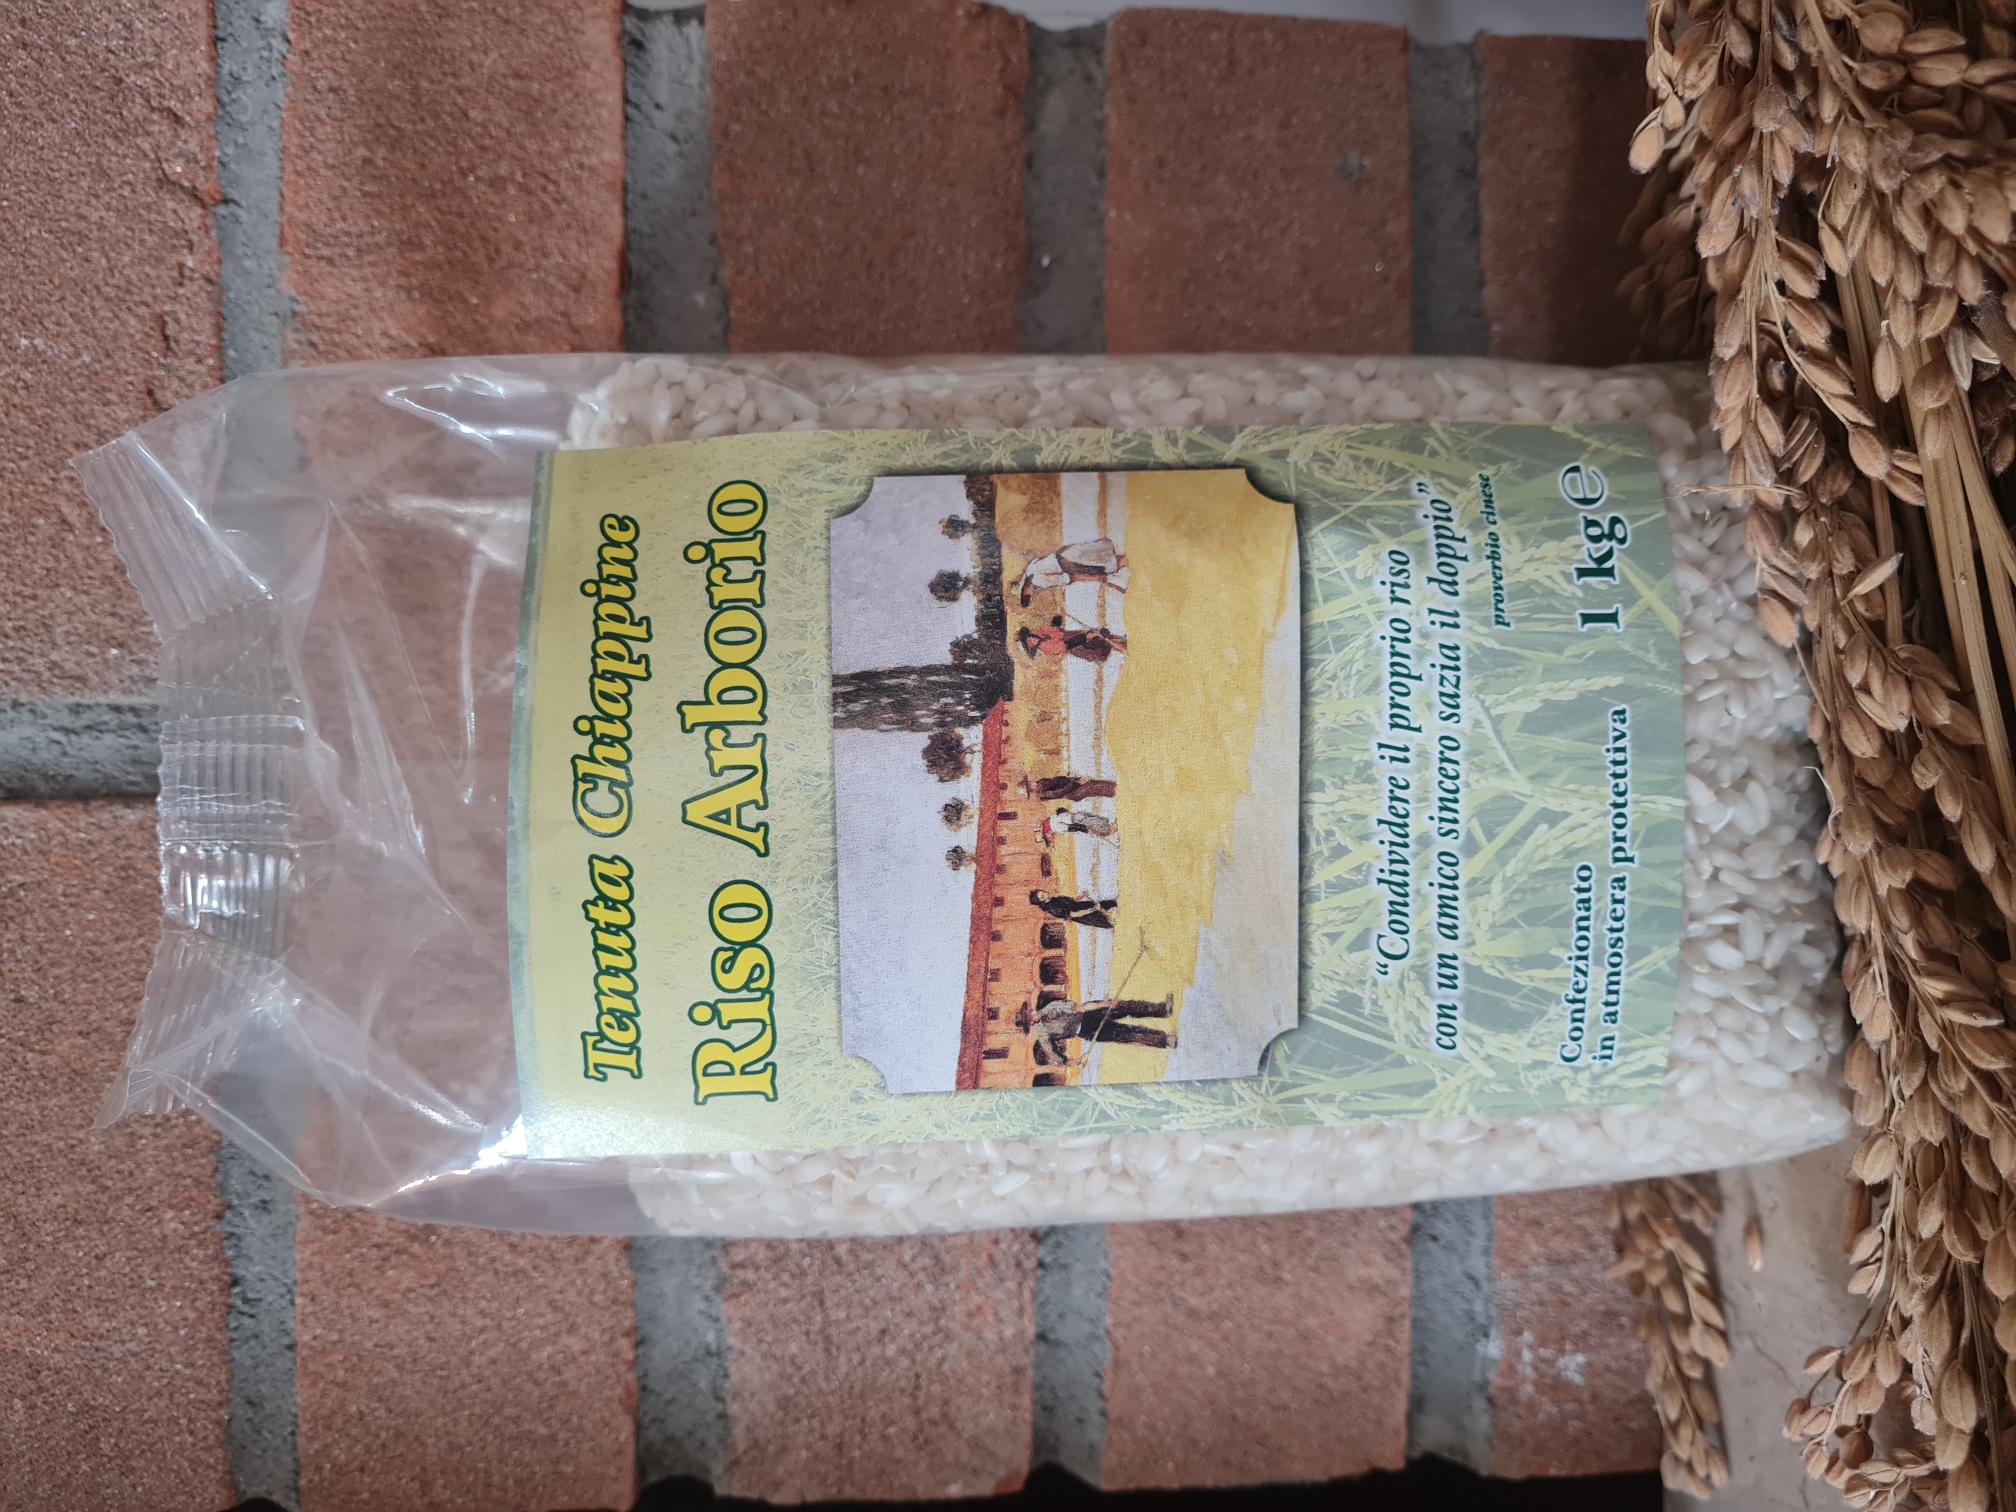 Tenuta Chiappine
Riso Arborio
“Condividere il proprio riso
con un amico sincero sazia il doppio”
proverbio cinese
Confezionato
in atmosfera protettiva
1 kg ℮